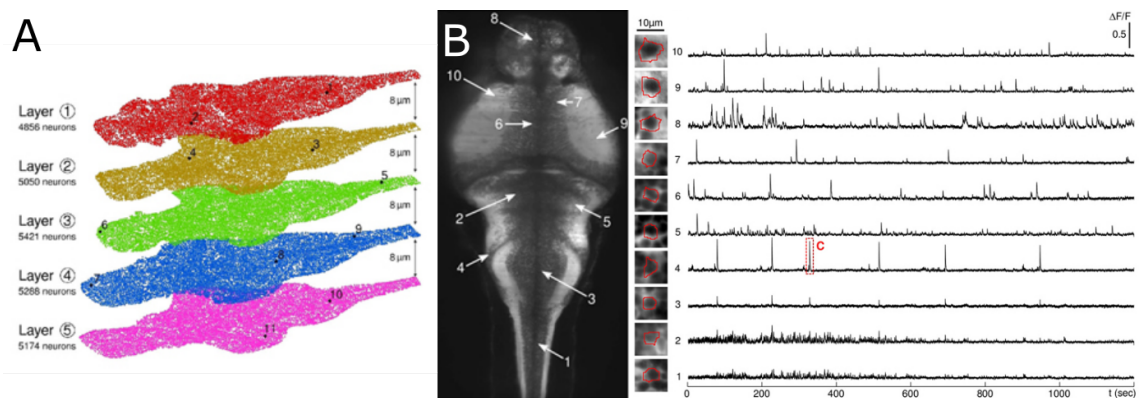 A
Layer ①
4856 neurons
Layer ②
5050 neurons
Layer ③
5421 neurons
Layer ④
5288 neurons
Layer ⑤
5174 neurons
2
4
3
5
6
9
8
10
11
8 µm
8 µm
8 µm
8 µm
B
8
10
7
6
9
2
5
4
3
1
10µm
ΔF/F
0.5
10
9
8
7
6
5
C
4
3
2
1
0 200 400 600 800 1000 t (sec)